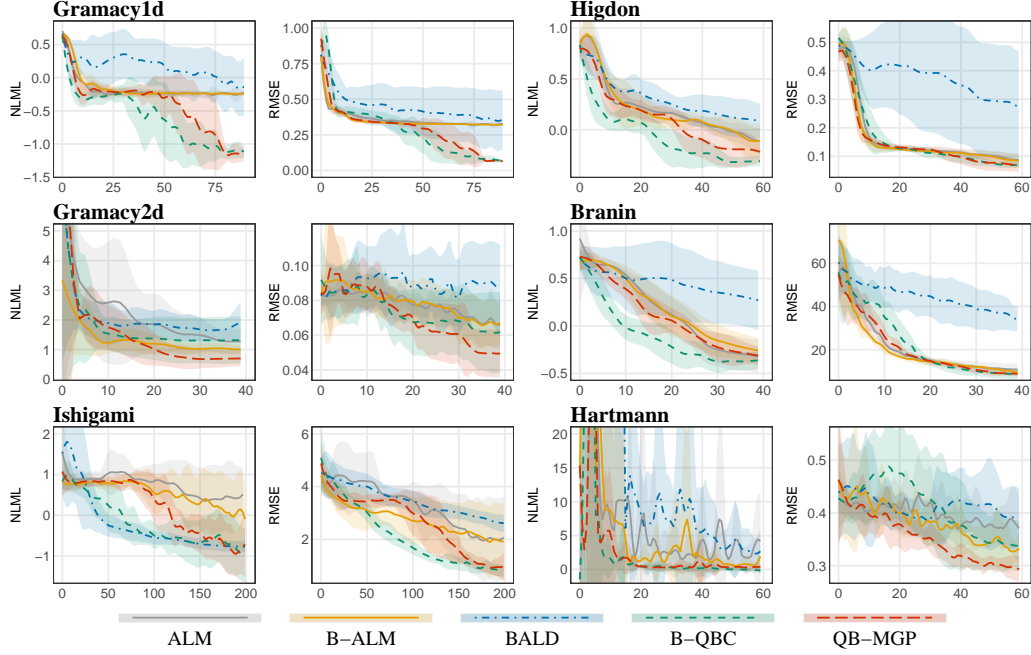 Gramacy1d
Higdon
NLML
0.5
0.0
−0.5
−1.0
−1.5
0 25 50 75
RMSE
1.00
0.75
0.50
0.25
0.00
0 25 50 75
NLML
1.0
0.5
0.0
0 20 40 60
RMSE
0.5
0.4
0.3
0.2
0.1
0 20 40 60
Gramacy2d
Branin
NLML
5
4
3
2
1
0
0 10 20 30 40
RMSE
0.10
0.08
0.06
0.04
0 10 20 30 40
NLML
1.0
0.5
0.0
−0.5
0 10 20 30 40
RMSE
60
40
20
0 10 20 30 40
Ishigami
Hartmann
NLML
2
1
0
−1
0 50 100 150 200
RMSE
6
4
2
0 50 100 150 200
NLML
20
15
10
5
0
0 20 40 60
RMSE
0.5
0.4
0.3
0 20 40 60
ALM B−ALM BALD B−QBC QB−MGP